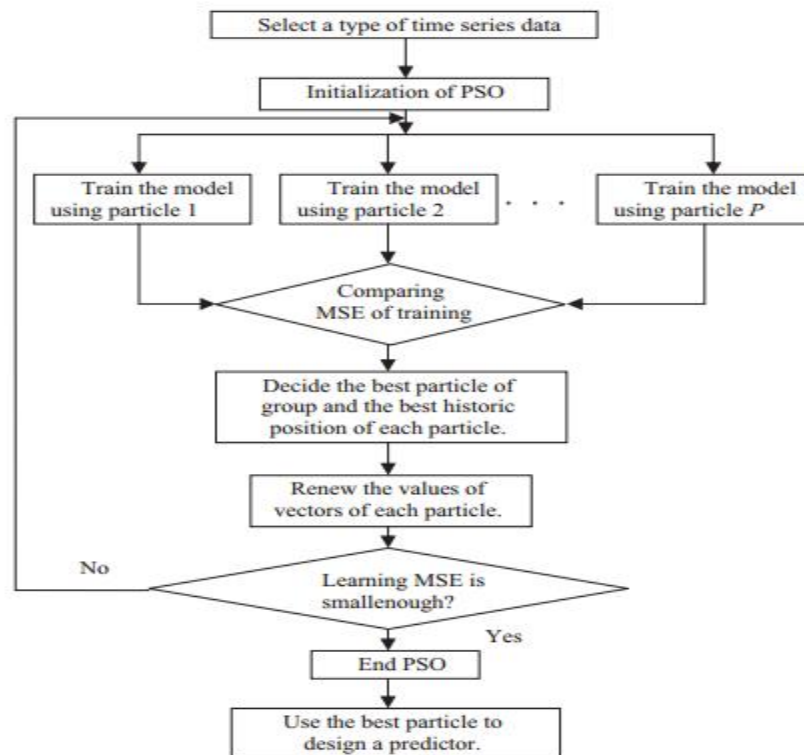 Select a type of time series data
Initialization of PSO
Train the model
using particle 1
Train the model
using particle 2
. . .
Train the model
using particle P
Comparing
MSE of training
Decide the best particle of
group and the best historic
position of each particle.
Renew the values of
vectors of each particle.
No
Learning MSE is
smallenough?
Yes
End PSO
Use the best particle to
design a predictor.